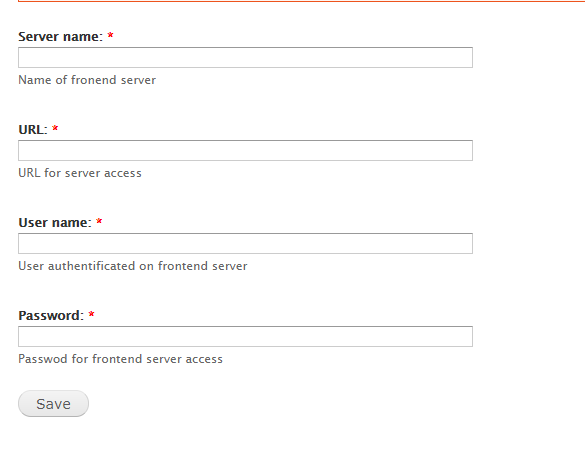 Server name: *
Name of fronend server
URL: *
URL for server access
User name: *
User authentificated on frontend server
Password: *
Passwod for frontend server access
Save